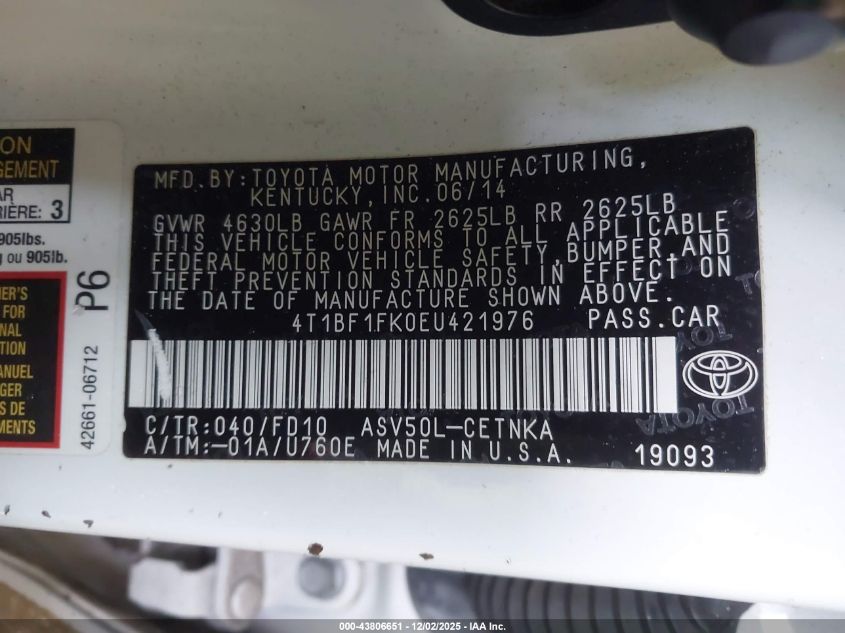 ON
GEMENT
AR
RIÈRE: 3
905lbs.
g ou 905lb.
P6
ER'S
FOR
NAL
TION
ANUEL
GER
S DE
MENTS
42661-06712
MFD.BY:TOYOTA MOTOR MANUFACTURING,
KENTUCKY, INC. 06/14
GVWR 4630LB GAWR FR 2625LB RR 2625LB
THIS VEHICLE CONFORMS TO ALL APPLICABLE
FEDERAL MOTOR VEHICLE SAFETY, BUMPER, AND
THEFT PREVENTION STANDARDS IN EFFECT ON
THE DATE OF MANUFACTURE SHOWN ABOVE.
4T1BF1FK0EU421976 PASS.CAR
TOYOTA
C/TR:040/FD10 ASV50L-CETNKA
A/TM:-01A/U760E MADE IN U.S.A. 19093
000-43806651 - 12/02/2025 - IAA Inc.